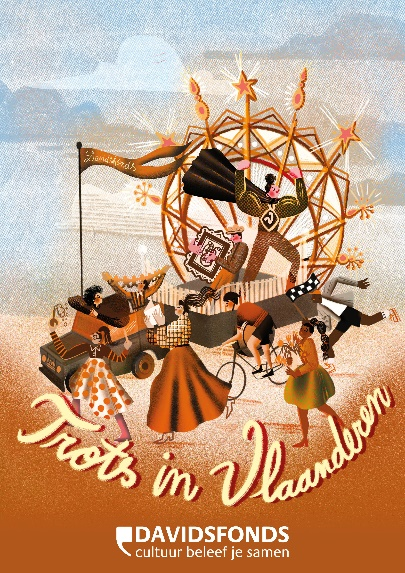 Trots in Vlaanderen
DAVIDSFONDS
cultuur beleef je samen